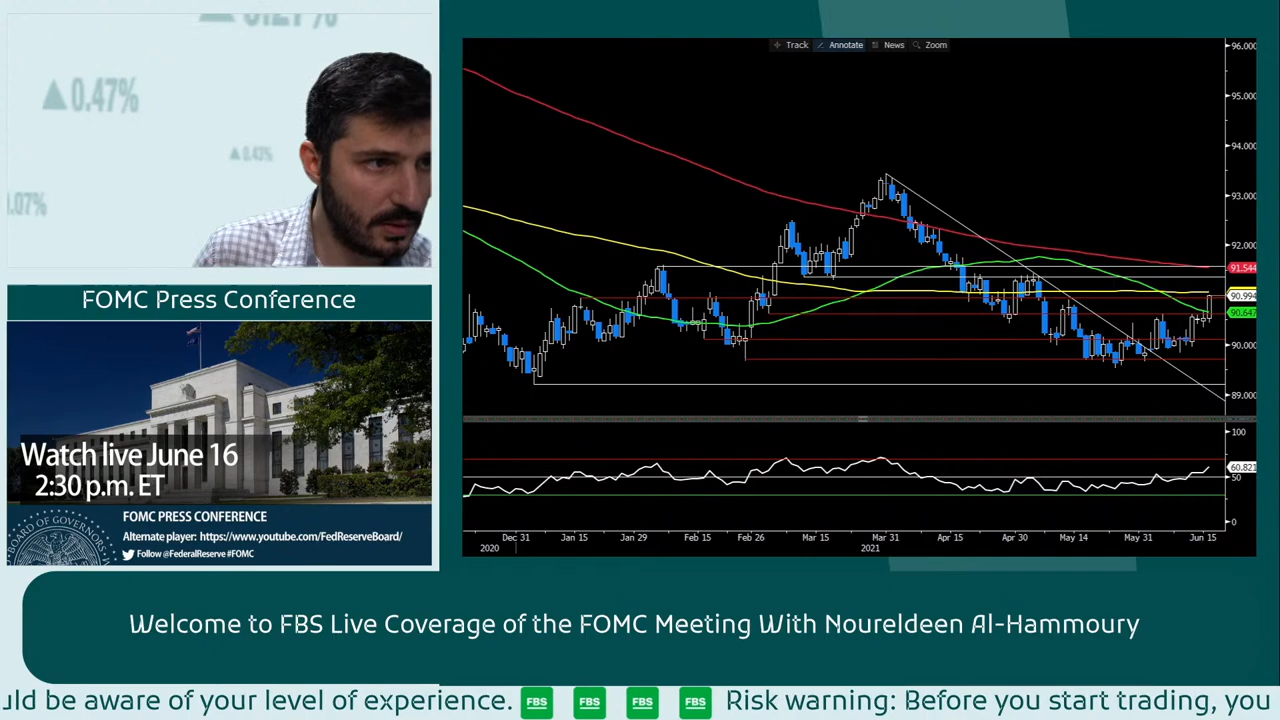 0.27%
▲0.47%
▲0.43%
.07%
FOMC Press Conference
Watch live June 16
2:30 p.m. ET
BOARD OF GOVERNORS
FOMC PRESS CONFERENCE
Alternate player: https://www.youtube.com/FedReserveBoard/
Follow @FederalReserve #FOMC
Track Annotate News Zoom
96.000
95.000
94.000
93.000
92.000
91.544
90.994
90.647
90.000
89.000
100
60.821
50
0
Dec 31 Jan 15 Jan 29 Feb 15 Feb 26 Mar 15 Mar 31 Apr 15 Apr 30 May 14 May 31 Jun 15
2020 2021
Welcome to FBS Live Coverage of the FOMC Meeting With Noureldeen Al-Hammoury
uld be aware of your level of experience. FBS FBS FBS FBS Risk warning: Before you start trading, you